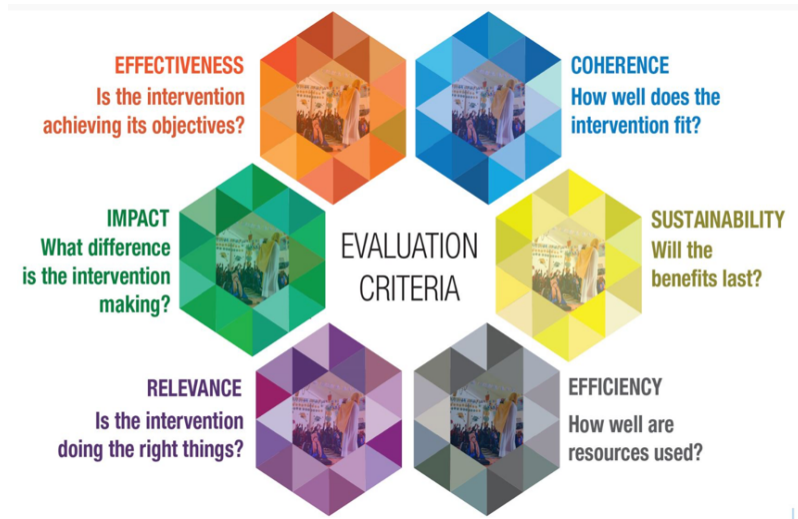 EFFECTIVENESS
Is the intervention
achieving its objectives?
COHERENCE
How well does the
intervention fit?
IMPACT
What difference
is the intervention
making?
EVALUATION
CRITERIA
SUSTAINABILITY
Will the
benefits last?
RELEVANCE
Is the intervention
doing the right things?
EFFICIENCY
How well are
resources used?